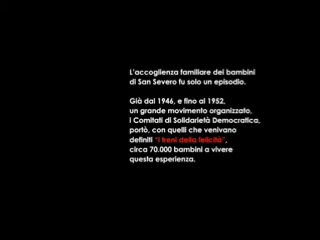 L'accoglienza familiare dei bambini
di San Severo fu solo un episodio.
Già dal 1946, e fino al 1952,
un grande movimento organizzato,
i Comitati di Solidarietà Democratica,
portò, con quelli che venivano
definiti "i treni della felicità",
circa 70.000 bambini a vivere
questa esperienza.